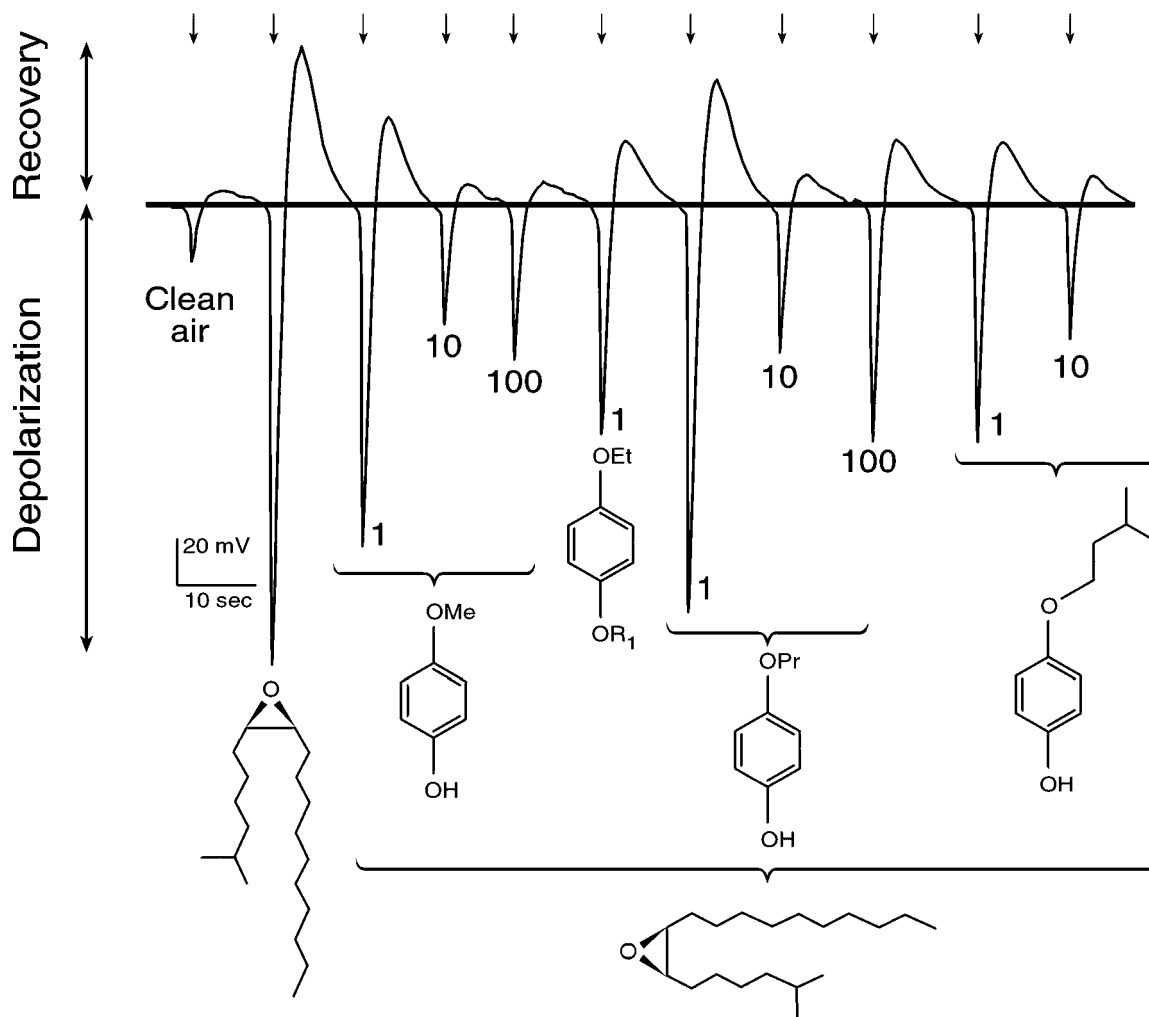 Recovery
Depolarization
Clean
air
10
100
1
1
10
100
1
10
1
20 mV
10 sec
OEt
OR1
OMe
OH
OPr
OH
O
OH
O
O